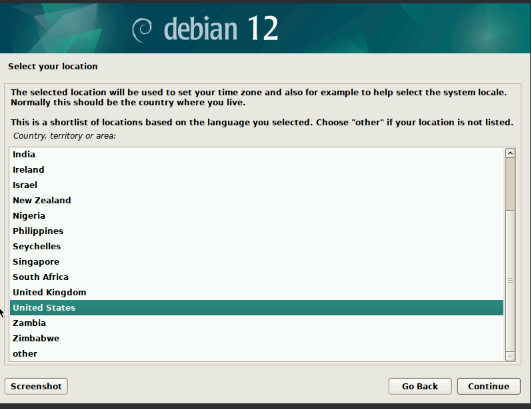 debian 12
Select your location
The selected location will be used to set your time zone and also for example to help select the system locale.
Normally this should be the country where you live.
This is a shortlist of locations based on the language you selected. Choose "other" if your location is not listed.
Country, territory or area:
India
Ireland
Israel
New Zealand
Nigeria
Philippines
Seychelles
Singapore
South Africa
United Kingdom
United States
Zambia
Zimbabwe
other
Screenshot
Go Back
Continue